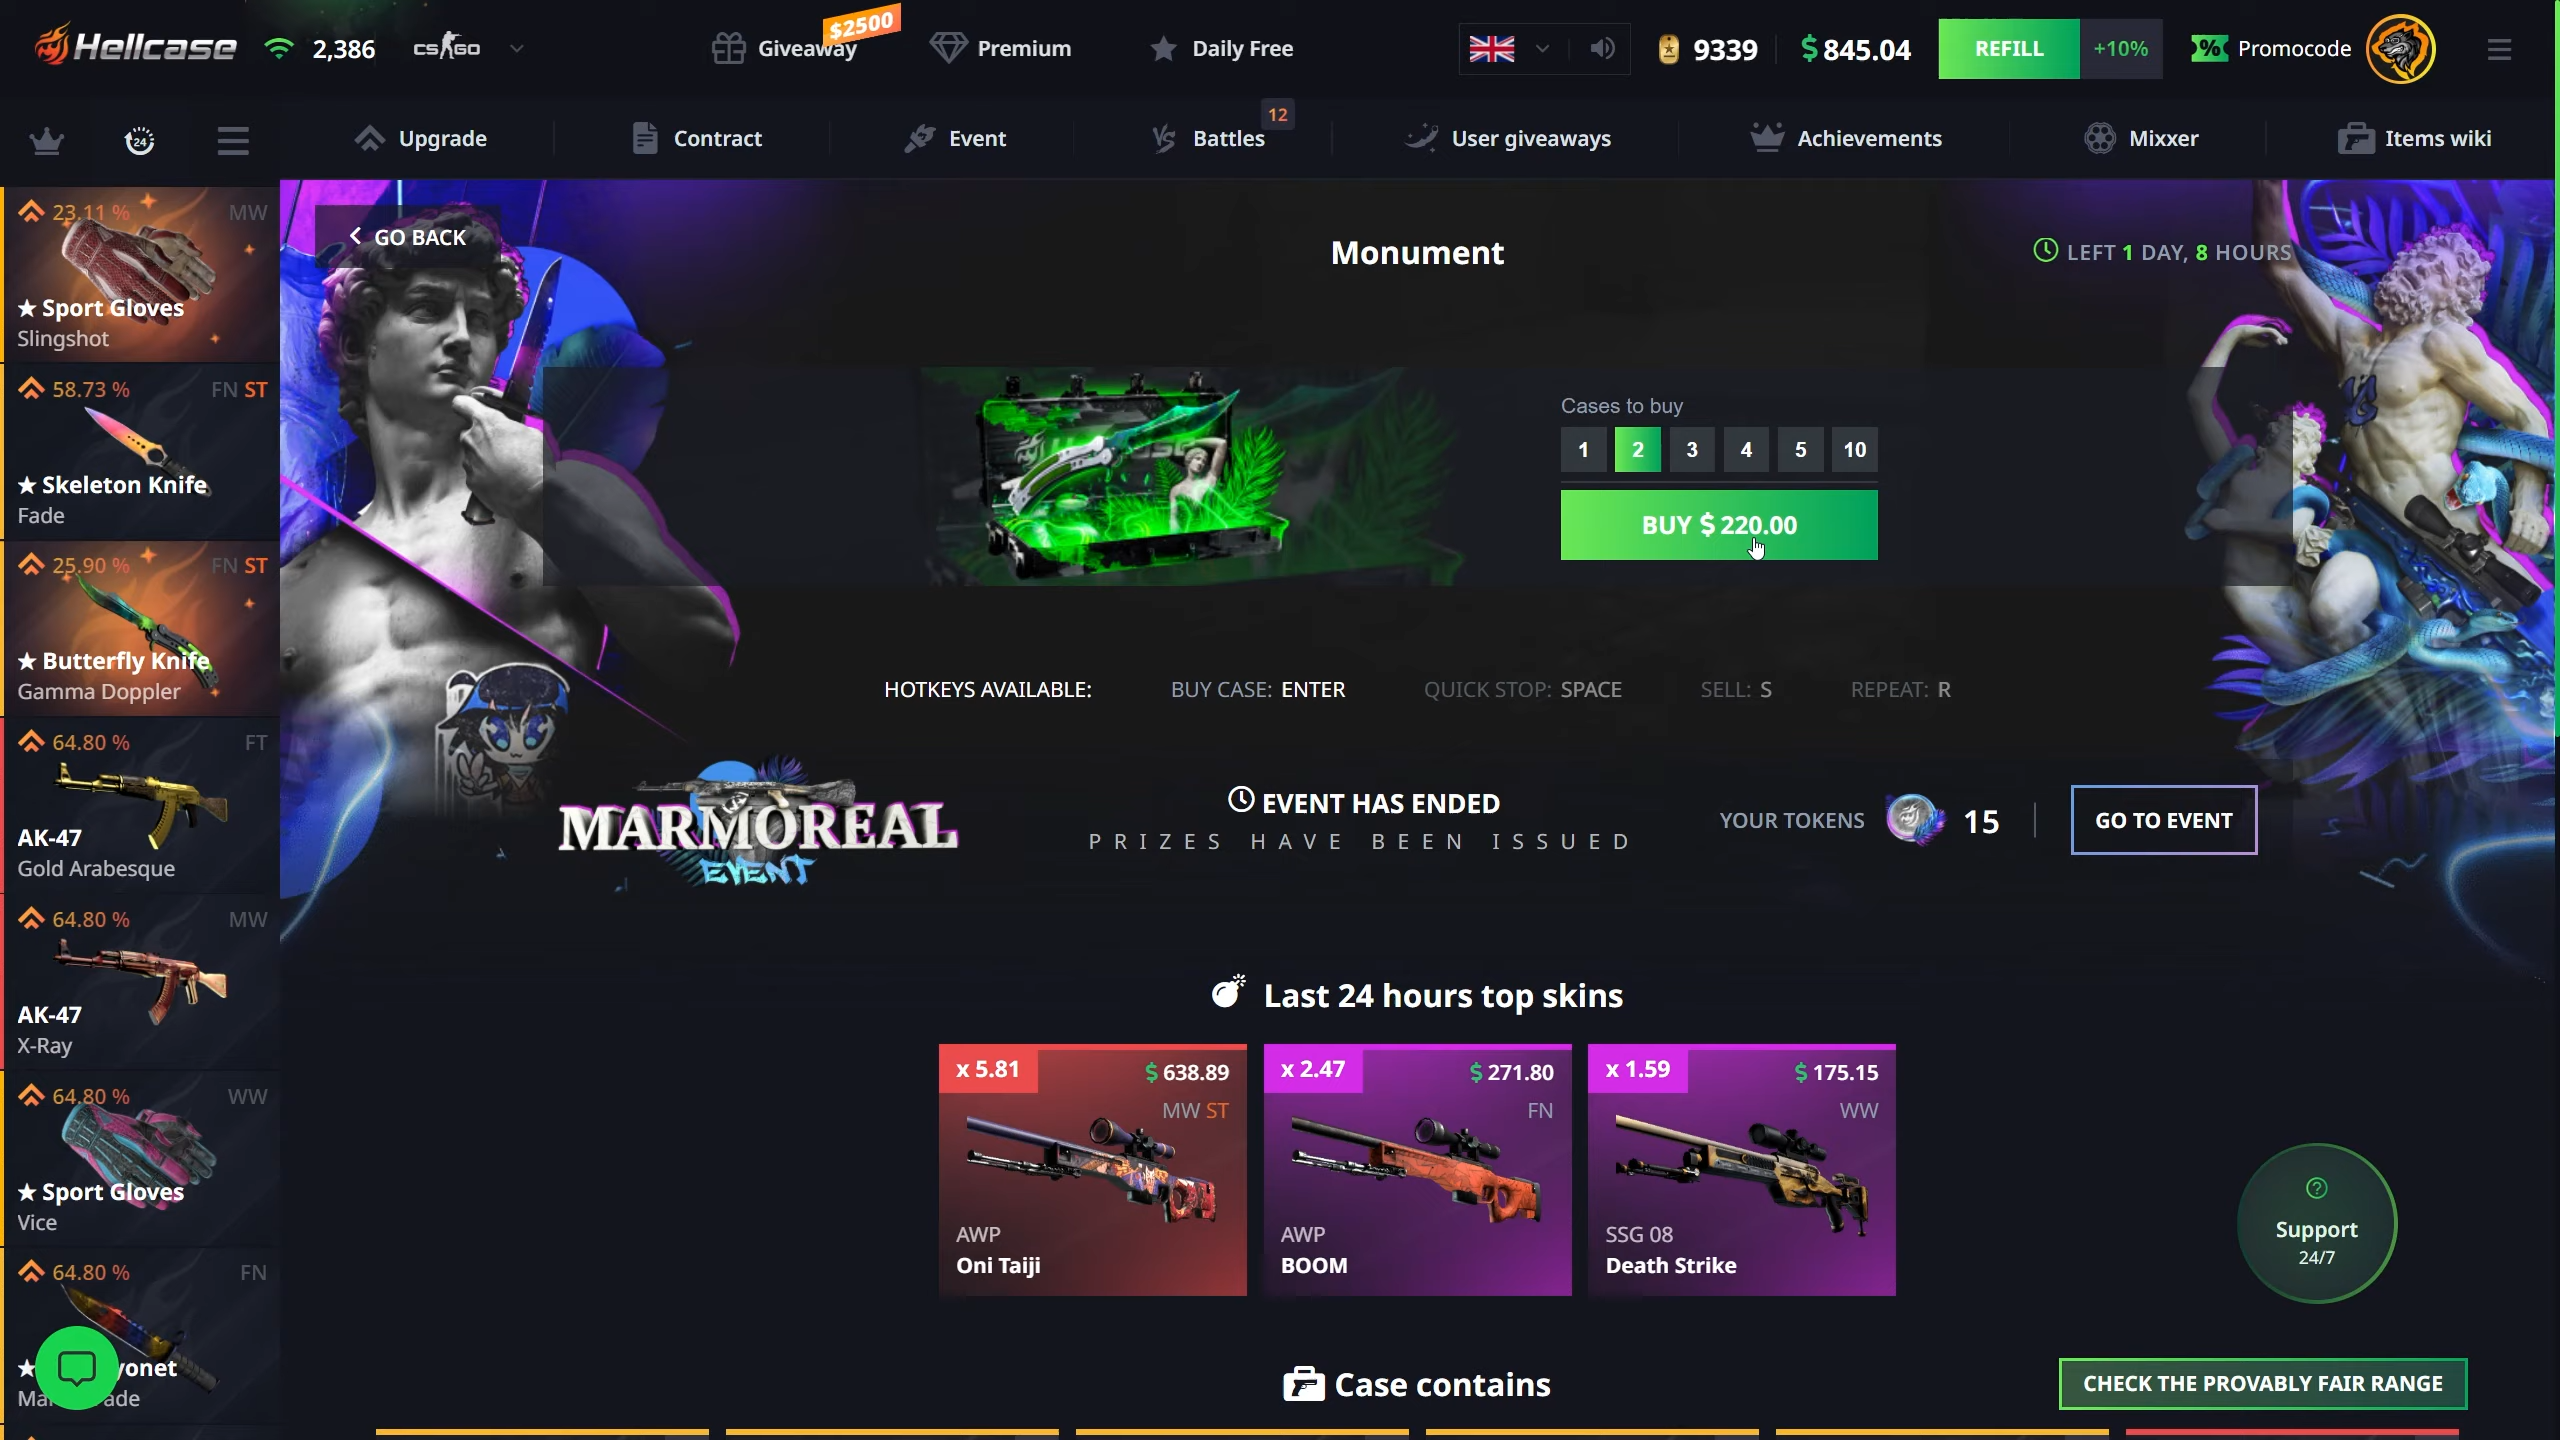 Hellcase
2,386
CS GO
Giveaway
$2500
Premium
Daily Free
9339
$ 845.04
REFILL
+10%
Promocode
24
Upgrade
Contract
Event
Battles
12
User giveaways
Achievements
Mixxer
Items wiki
23.11 %
MW
★ Sport Gloves
Slingshot
58.73 %
FN ST
★ Skeleton Knife
Fade
25.90 %
FN ST
★ Butterfly Knife
Gamma Doppler
64.80 %
FT
AK-47
Gold Arabesque
64.80 %
MW
AK-47
X-Ray
64.80 %
WW
★ Sport Gloves
Vice
64.80 %
FN
GO BACK
Monument
LEFT 1 DAY, 8 HOURS
Cases to buy
1 2 3 4 5 10
BUY $ 220.00
HOTKEYS AVAILABLE: BUY CASE: ENTER QUICK STOP: SPACE SELL: S REPEAT: R
MARMOREAL
EVENT
EVENT HAS ENDED
PRIZES HAVE BEEN ISSUED
YOUR TOKENS
15
GO TO EVENT
Last 24 hours top skins
x 5.81
$ 638.89
MW ST
AWP
Oni Taiji
x 2.47
$ 271.80
FN
AWP
BOOM
x 1.59
$ 175.15
WW
SSG 08
Death Strike
Support
24/7
Case contains
CHECK THE PROVABLY FAIR RANGE